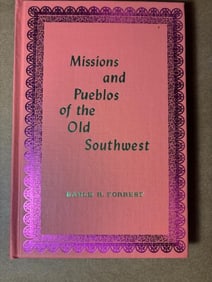 Missions
and
Pueblos
of the
Old
Southwest
EARLE R. FORREST